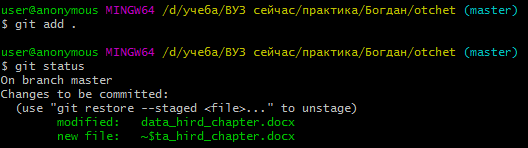 user@anonymous MINGW64 /d/учеба/ВУЗ сейчас/практика/Богдан/otchet (master)
$ git add .
user@anonymous MINGW64 /d/учеба/ВУЗ сейчас/практика/Богдан/otchet (master)
$ git status
On branch master
Changes to be committed:
(use "git restore --staged <file>..." to unstage)
modified:   data_hird_chapter.docx
new file:   ~$ta_hird_chapter.docx